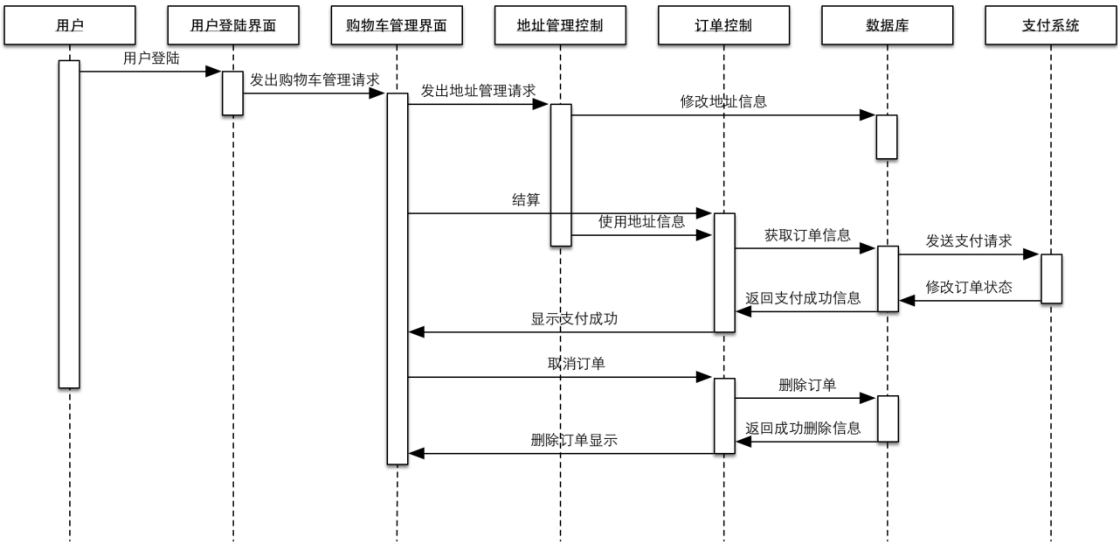 用户
用户登陆界面
购物车管理界面
地址管理控制
订单控制
数据库
支付系统
用户登陆
发出购物车管理请求
发出地址管理请求
修改地址信息
结算
使用地址信息
获取订单信息
发送支付请求
修改订单状态
返回支付成功信息
显示支付成功
取消订单
删除订单
返回成功删除信息
删除订单显示